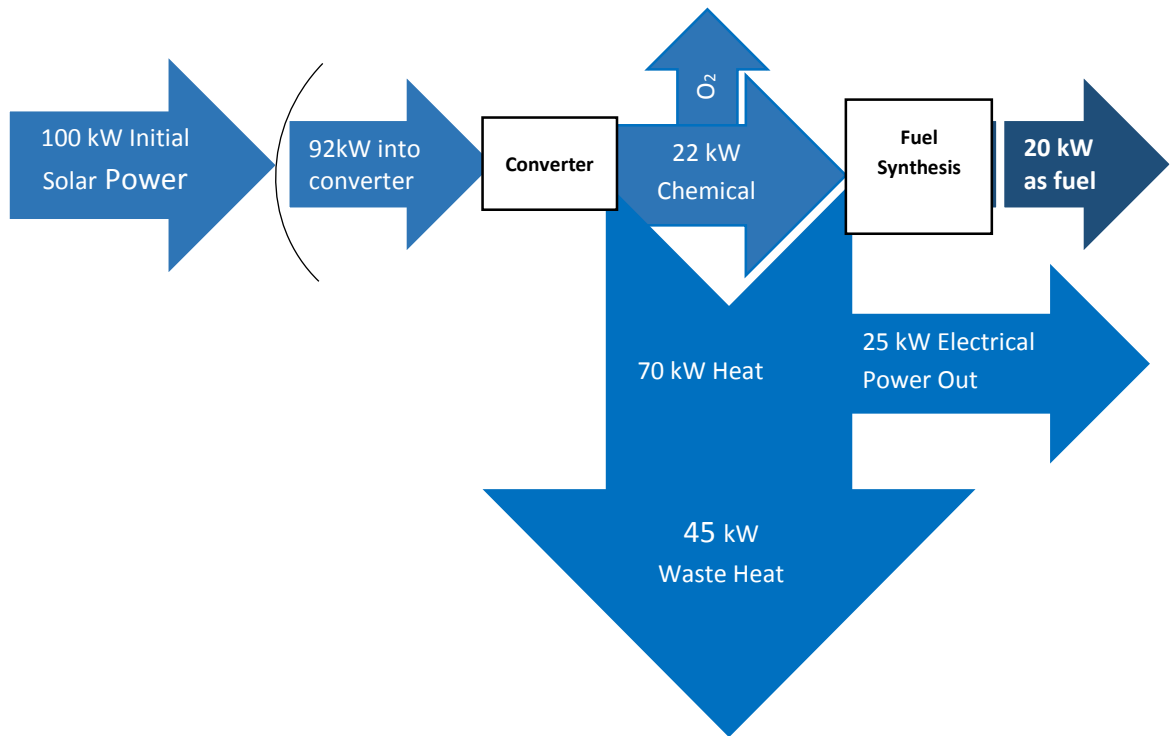 100 kW Initial
Solar Power
92kW into
converter
Converter
O₂
22 kW
Chemical
Fuel
Synthesis
20 kW
as fuel
70 kW Heat
25 kW Electrical
Power Out
45 kW
Waste Heat